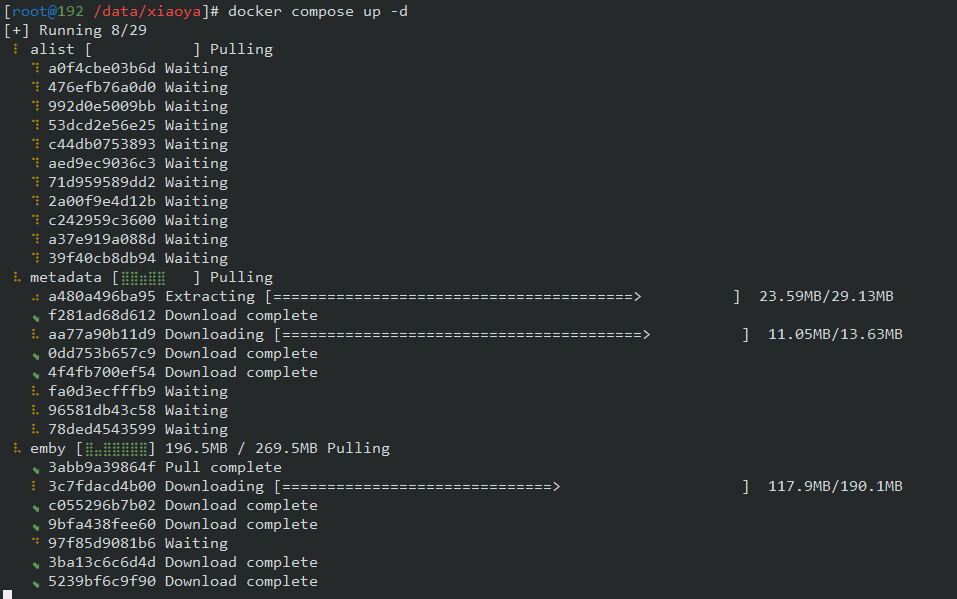 [root@192 /data/xiaoya]# docker compose up -d
[+] Running 8/29
⠸ alist [⠀⠀⠀⠀⠀⠀⠀⠀⠀⠀⠀] Pulling
a0f4cbe03b6d Waiting
476efb76a0d0 Waiting
992d0e5009bb Waiting
53dcd2e56e25 Waiting
c44db0753893 Waiting
aed9ec9036c3 Waiting
71d959589dd2 Waiting
2a00f9e4d12b Waiting
c242959c3600 Waiting
a37e919a088d Waiting
39f40cb8db94 Waiting
metadata [⣿⣿⣶⣿⣿   ] Pulling
a480a496ba95 Extracting [========================================>          ]  23.59MB/29.13MB
f281ad68d612 Download complete
aa77a90b11d9 Downloading [========================================>          ]  11.05MB/13.63MB
0dd753b657c9 Download complete
4f4fb700ef54 Download complete
fa0d3ecfffb9 Waiting
96581db43c58 Waiting
78ded4543599 Waiting
emby [⣿⣤⣿⣿⣿⣿⣿] 196.5MB / 269.5MB Pulling
3abb9a39864f Pull complete
3c7fdacd4b00 Downloading [==============================>                    ]  117.9MB/190.1MB
c055296b7b02 Download complete
9bfa438fee60 Download complete
97f85d9081b6 Waiting
3ba13c6c6d4d Download complete
5239bf6c9f90 Download complete